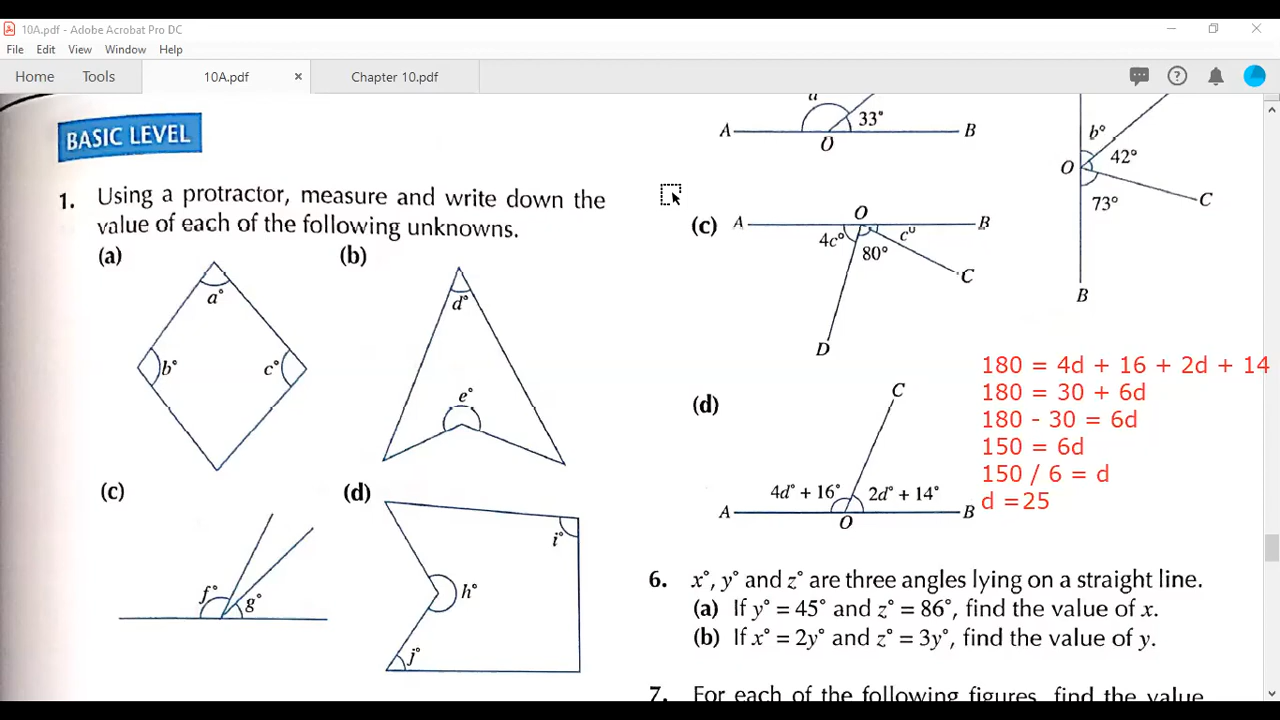 10A.pdf - Adobe Acrobat Pro DC
File Edit View Window Help
Home Tools 10A.pdf × Chapter 10.pdf
BASIC LEVEL
1. Using a protractor, measure and write down the
value of each of the following unknowns.
(a) (b)
a°
b°
c°
d°
e°
(c) (d)
f°
g°
h°
i°
j°
a
33°
A
O
B
b°
42°
O
73°
C
B
(c)
A
O
B
4c°
80°
c°
C
D
(d)
C
4d° + 16°
2d° + 14°
A
O
B
180 = 4d + 16 + 2d + 14
180 = 30 + 6d
180 - 30 = 6d
150 = 6d
150 / 6 = d
d =25
6. x°, y° and z° are three angles lying on a straight line.
(a) If y° = 45° and z° = 86°, find the value of x.
(b) If x° = 2y° and z° = 3y°, find the value of y.
7. For each of the following figures, find the value